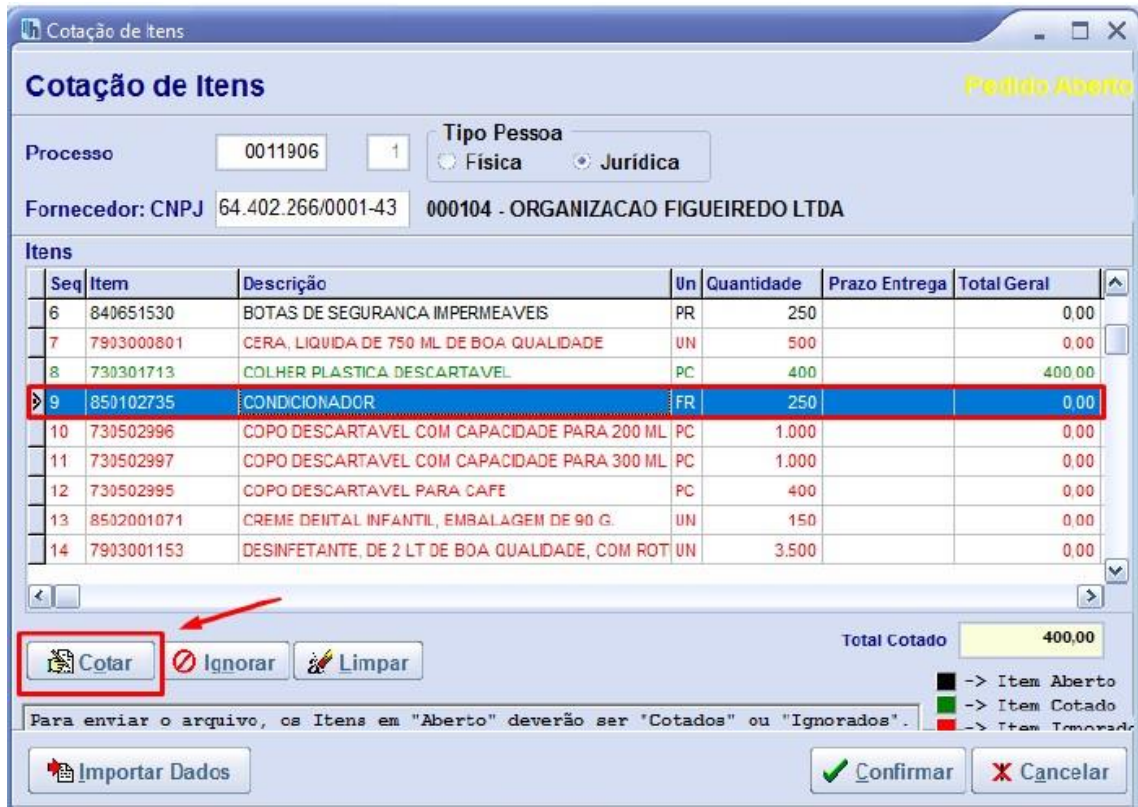 Cotação de Itens
Cotação de Itens
Pedido Aberto
Processo 0011906 1
Tipo Pessoa
Física Jurídica
Fornecedor: CNPJ 64.402.266/0001-43 000104 - ORGANIZACAO FIGUEIREDO LTDA
Itens
Seq Item Descrição Un Quantidade Prazo Entrega Total Geral
6 840651530 BOTAS DE SEGURANCA IMPERMEAVEIS PR 250 0,00
7 7903000801 CERA, LIQUIDA DE 750 ML DE BOA QUALIDADE UN 500 0,00
8 730301713 COLHER PLASTICA DESCARTAVEL PC 400 400,00
9 850102735 CONDICIONADOR FR 250 0,00
10 730502996 COPO DESCARTAVEL COM CAPACIDADE PARA 200 ML PC 1.000 0,00
11 730502997 COPO DESCARTAVEL COM CAPACIDADE PARA 300 ML PC 1.000 0,00
12 730502995 COPO DESCARTAVEL PARA CAFE PC 400 0,00
13 8502001071 CREME DENTAL INFANTIL, EMBALAGEM DE 90 G. UN 150 0,00
14 7903001153 DESINFETANTE, DE 2 LT DE BOA QUALIDADE, COM ROT UN 3.500 0,00
Total Cotado 400,00
Cotar Ignorar Limpar
-> Item Aberto
-> Item Cotado
-> Item Ignorado
Para enviar o arquivo, os Itens em "Aberto" deverão ser "Cotados" ou "Ignorados".
Importar Dados Confirmar Cancelar